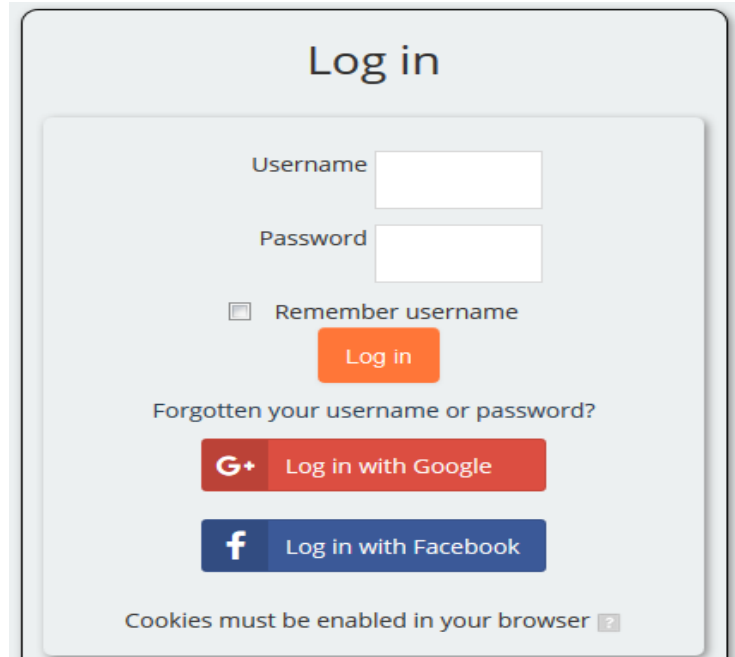 Log in
Username
Password
Remember username
Log in
Forgotten your username or password?
G+ Log in with Google
f Log in with Facebook
Cookies must be enabled in your browser ?